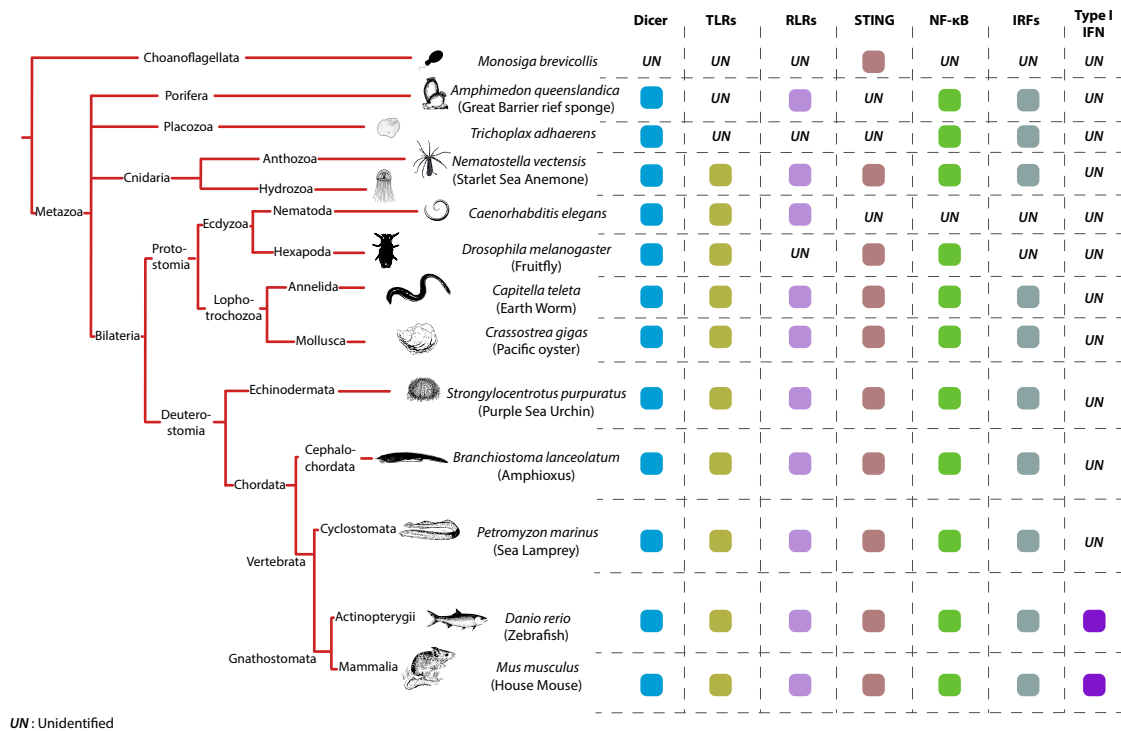 Dicer TLRs RLRs STING NF-κB IRFs Type I
IFN
Choanoflagellata Monosiga brevicollis UN UN UN UN UN UN
Porifera Amphimedon queenslandica
(Great Barrier rief sponge) UN UN UN
Placozoa Trichoplax adhaerens UN UN UN UN
Anthozoa Nematostella vectensis
Cnidaria (Starlet Sea Anemone) UN
Hydrozoa
Metazoa
Nematoda Caenorhabditis elegans UN UN UN UN
Ecdyzoa
Proto-
stomia
Hexapoda Drosophila melanogaster
(Fruitfly) UN UN UN
Annelida Capitella teleta
(Earth Worm) UN
Lopho-
trochozoa
Bilateria
Mollusca Crassostrea gigas
(Pacific oyster) UN
Echinodermata Strongylocentrotus purpuratus
(Purple Sea Urchin) UN
Deutero-
stomia
Cephalo-
chordata
Branchiostoma lanceolatum
(Amphioxus) UN
Chordata
Cyclostomata Petromyzon marinus
(Sea Lamprey) UN
Vertebrata
Actinopterygii Danio rerio
(Zebrafish)
Gnathostomata
Mammalia Mus musculus
(House Mouse)
UN : Unidentified